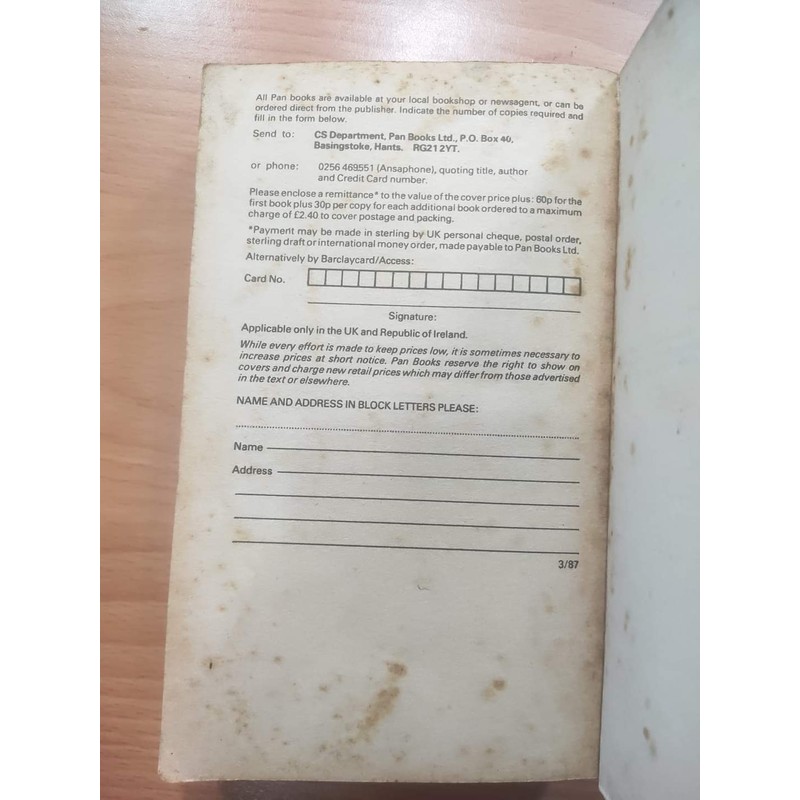 All Pan books are available at your local bookshop or newsagent, or can be
ordered direct from the publisher. Indicate the number of copies required and
fill in the form below.
Send to: CS Department, Pan Books Ltd., P.O. Box 40,
Basingstoke, Hants. RG21 2YT.
or phone: 0256 469551 (Ansaphone), quoting title, author
and Credit Card number.
Please enclose a remittance* to the value of the cover price plus: 60p for the
first book plus 30p per copy for each additional book ordered to a maximum
charge of £2.40 to cover postage and packing.
*Payment may be made in sterling by UK personal cheque, postal order,
sterling draft or international money order, made payable to Pan Books Ltd.
Alternatively by Barclaycard/Access:
Card No.
Signature:
Applicable only in the UK and Republic of Ireland.
While every effort is made to keep prices low, it is sometimes necessary to
increase prices at short notice. Pan Books reserve the right to show on
covers and charge new retail prices which may differ from those advertised
in the text or elsewhere.
NAME AND ADDRESS IN BLOCK LETTERS PLEASE:
Name
Address
3/87